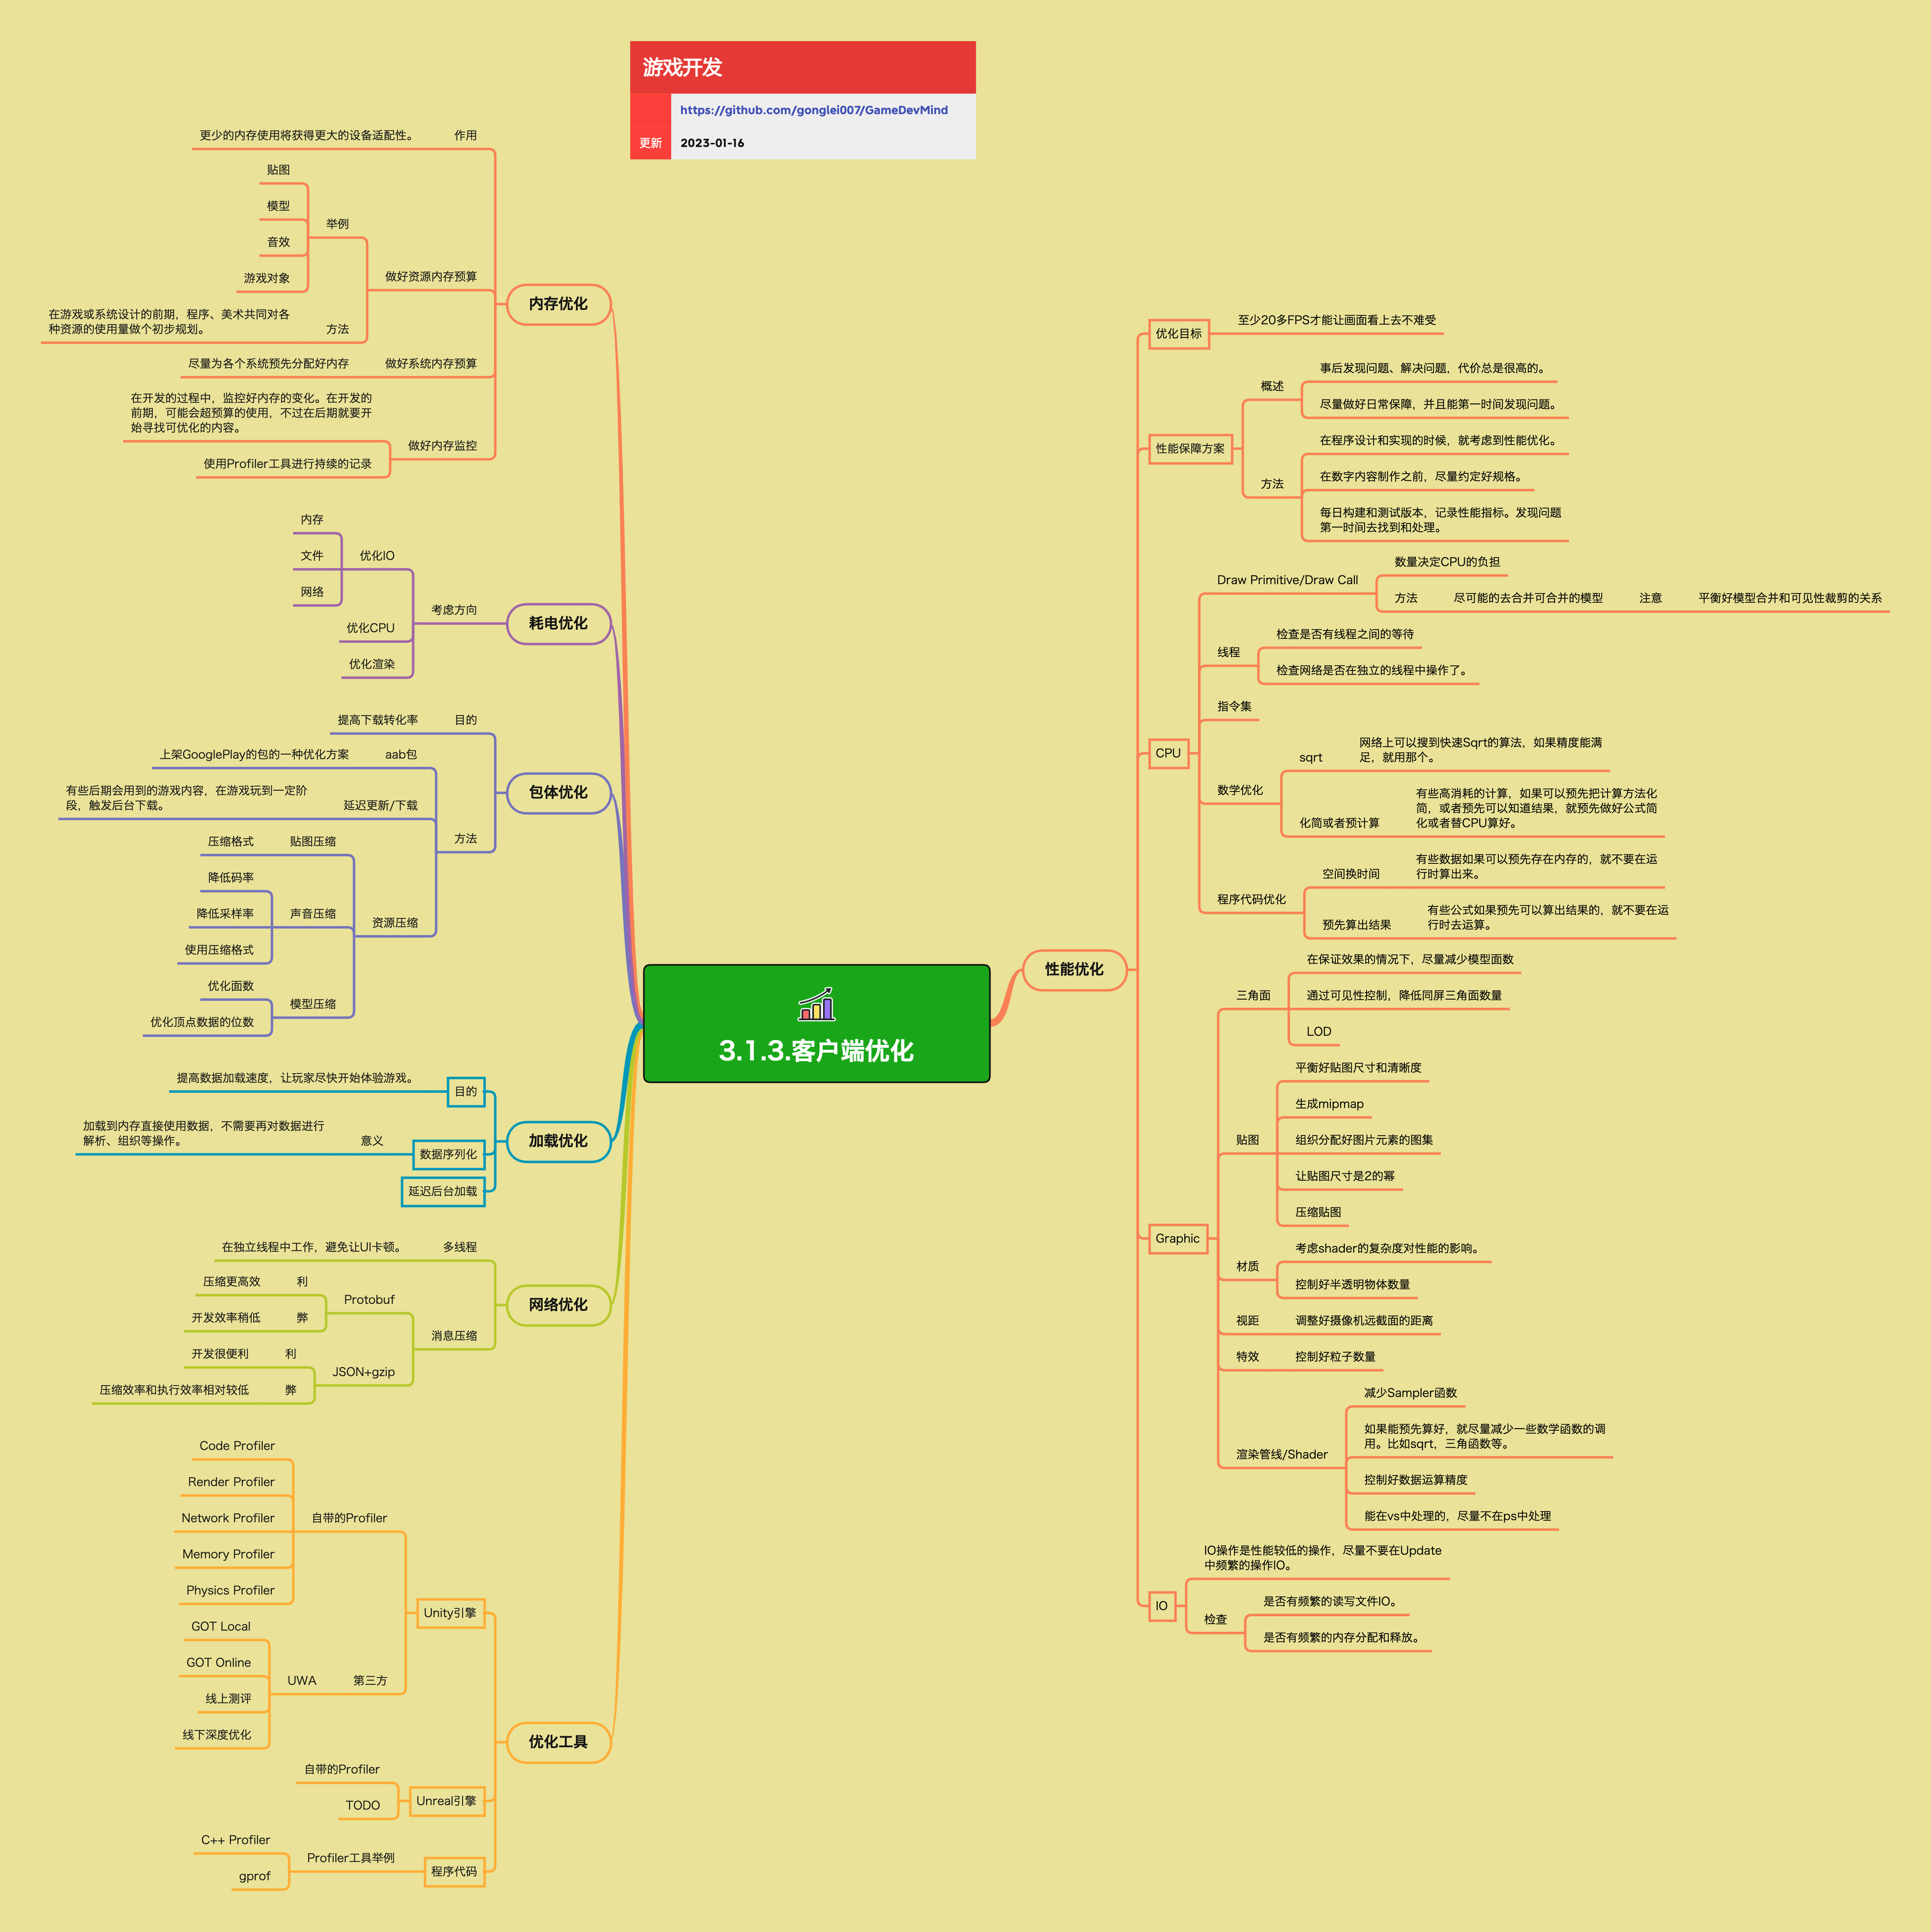 游戏开发
https://github.com/gonglei007/GameDevMind
更新
2023-01-16
3.1.3.客户端优化
内存优化
作用
更少的内存使用将获得更大的设备适配性。
做好资源内存预算
举例
贴图
模型
音效
游戏对象
方法
在游戏或系统设计的前期，程序、美术共同对各
种资源的使用量做个初步规划。
做好系统内存预算
尽量为各个系统预先分配好内存
做好内存监控
在开发的过程中，监控好内存的变化。在开发的
前期，可能会超预算的使用，不过在后期就要开
始寻找可优化的内容。
使用Profiler工具进行持续的记录
耗电优化
考虑方向
优化IO
内存
文件
网络
优化CPU
优化渲染
包体优化
目的
提高下载转化率
方法
aab包
上架GooglePlay的包的一种优化方案
延迟更新/下载
有些后期会用到的游戏内容，在游戏玩到一定阶
段，触发后台下载。
资源压缩
贴图压缩
压缩格式
声音压缩
降低码率
降低采样率
使用压缩格式
模型压缩
优化面数
优化顶点数据的位数
加载优化
目的
提高数据加载速度，让玩家尽快开始体验游戏。
数据序列化
意义
加载到内存直接使用数据，不需要再对数据进行
解析、组织等操作。
延迟后台加载
网络优化
多线程
在独立线程中工作，避免让UI卡顿。
消息压缩
Protobuf
利
压缩更高效
弊
开发效率稍低
JSON+gzip
利
开发很便利
弊
压缩效率和执行效率相对较低
优化工具
Unity引擎
自带的Profiler
Code Profiler
Render Profiler
Network Profiler
Memory Profiler
Physics Profiler
第三方
UWA
GOT Local
GOT Online
线上测评
线下深度优化
Unreal引擎
自带的Profiler
TODO
程序代码
Profiler工具举例
C++ Profiler
gprof
性能优化
优化目标
至少20多FPS才能让画面看上去不难受
性能保障方案
概述
事后发现问题、解决问题，代价总是很高的。
尽量做好日常保障，并且能第一时间发现问题。
方法
在程序设计和实现的时候，就考虑到性能优化。
在数字内容制作之前，尽量约定好规格。
每日构建和测试版本，记录性能指标。发现问题
第一时间去找到和处理。
CPU
Draw Primitive/Draw Call
数量决定CPU的负担
方法
尽可能的去合并可合并的模型
注意
平衡好模型合并和可见性裁剪的关系
线程
检查是否有线程之间的等待
检查网络是否在独立的线程中操作了。
指令集
数学优化
sqrt
网络上可以搜到快速Sqrt的算法，如果精度能满
足，就用那个。
化简或者预计算
有些高消耗的计算，如果可以预先把计算方法化
简，或者预先可以知道结果，就预先做好公式简
化或者替CPU算好。
程序代码优化
空间换时间
有些数据如果可以预先存在内存的，就不要在运
行时算出来。
预先算出结果
有些公式如果预先可以算出结果的，就不要在运
行时去运算。
Graphic
三角面
在保证效果的情况下，尽量减少模型面数
通过可见性控制，降低同屏三角面数量
LOD
贴图
平衡好贴图尺寸和清晰度
生成mipmap
组织分配好图片元素的图集
让贴图尺寸是2的幂
压缩贴图
材质
考虑shader的复杂度对性能的影响。
控制好半透明物体数量
视距
调整好摄像机远截面的距离
特效
控制好粒子数量
渲染管线/Shader
减少Sampler函数
如果能预先算好，就尽量减少一些数学函数的调
用。比如sqrt，三角函数等。
控制好数据运算精度
能在vs中处理的，尽量不在ps中处理
IO
IO操作是性能较低的操作，尽量不要在Update
中频繁的操作IO。
检查
是否有频繁的读写文件IO。
是否有频繁的内存分配和释放。